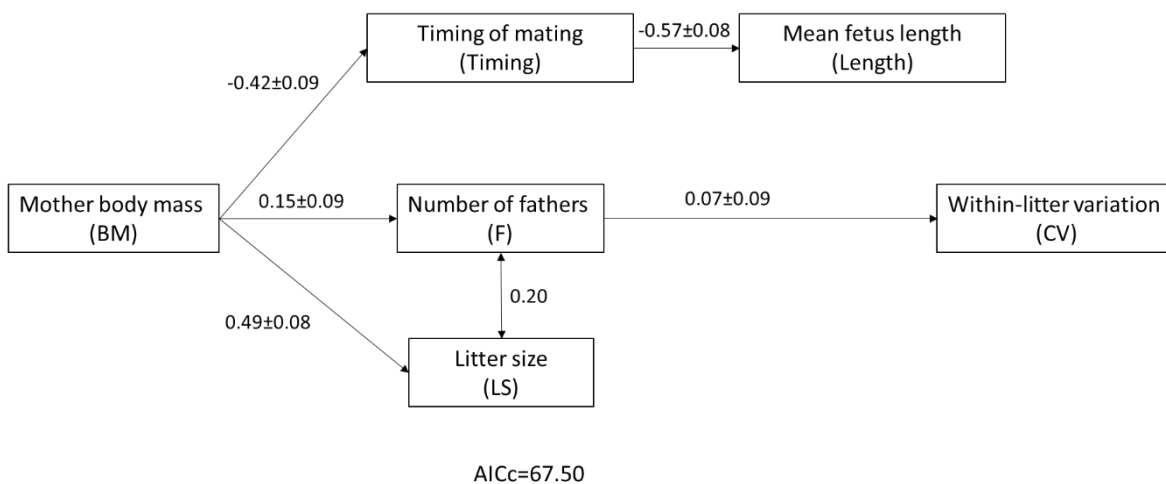 Timing of mating
(Timing)
-0.57±0.08
Mean fetus length
(Length)
-0.42±0.09
Mother body mass
(BM)
0.15±0.09
Number of fathers
(F)
0.07±0.09
Within-litter variation
(CV)
0.20
0.49±0.08
Litter size
(LS)
AICc=67.50